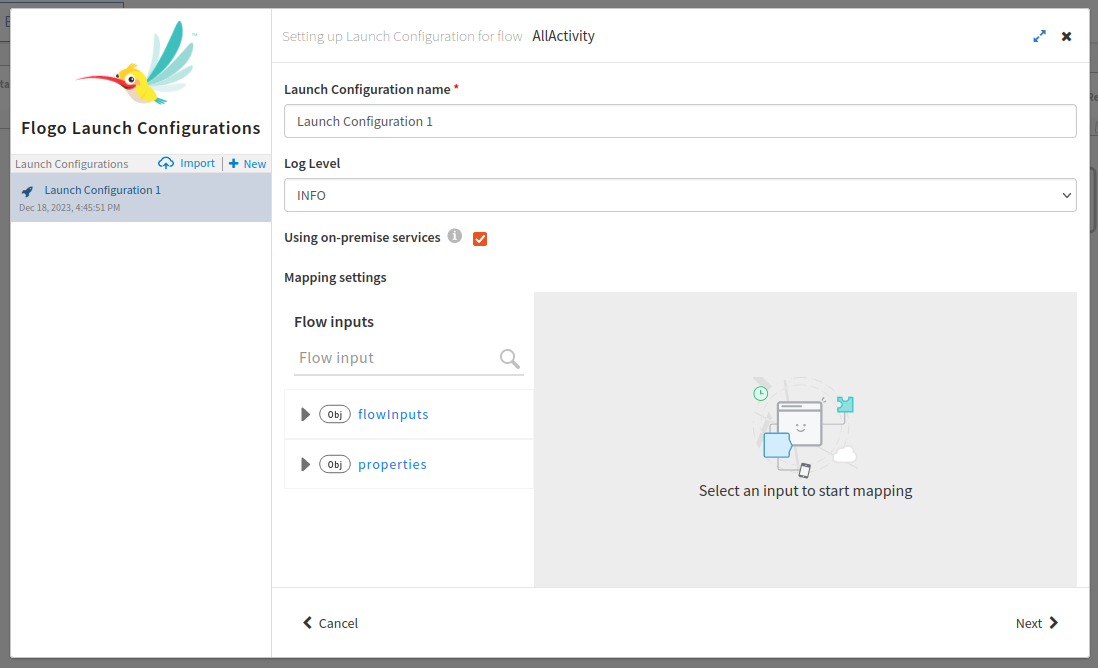 Setting up Launch Configuration for flow AllActivity
™
Flogo Launch Configurations
Launch Configurations Import + New
Launch Configuration 1
Dec 18, 2023, 4:45:51 PM
Launch Configuration name *
Launch Configuration 1
Log Level
INFO
Using on-premise services
Mapping settings
Flow inputs
Flow input
Obj flowInputs
Obj properties
Select an input to start mapping
Cancel
Next